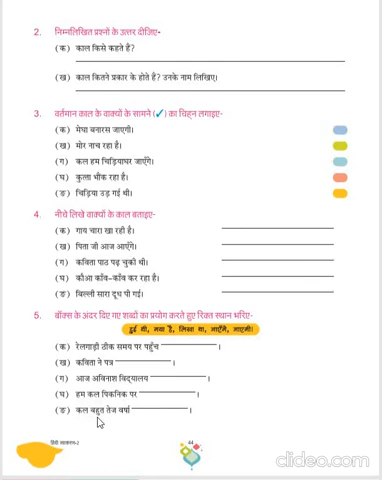 2. निम्नलिखित प्रश्नों के उत्तर दीजिए-
(क) काल किसे कहते हैं?
(ख) काल कितने प्रकार के होते हैं? उनके नाम लिखिए।
3. वर्तमान काल के वाक्यों के सामने (✓) का चिह्न लगाइए-
(क) मेघा बनारस जाएगी।
(ख) मोर नाच रहा है।
(ग) कल हम चिड़ियाघर जाएँगे।
(घ) कुत्ता भौंक रहा है।
(ङ) चिड़िया उड़ गई थी।
4. नीचे लिखे वाक्यों के काल बताइए-
(क) गाय चारा खा रही है।
(ख) पिता जी आज आएँगे।
(ग) कविता पाठ पढ़ चुकी थी।
(घ) कौआ काँव-काँव कर रहा है।
(ङ) बिल्ली सारा दूध पी गई।
5. बॉक्स के अंदर दिए गए शब्दों का प्रयोग करते हुए रिक्त स्थान भरिए-
हुई थी, गया है, लिखा था, जाएँगे, जाएगी।
(क) रेलगाड़ी ठीक समय पर पहुँच ।
(ख) कविता ने पत्र ।
(ग) आज अविनाश विद्यालय ।
(घ) हम कल पिकनिक पर ।
(ङ) कल बहुत तेज वर्षा ।
हिंदी व्याकरण-2
44
clideo.com